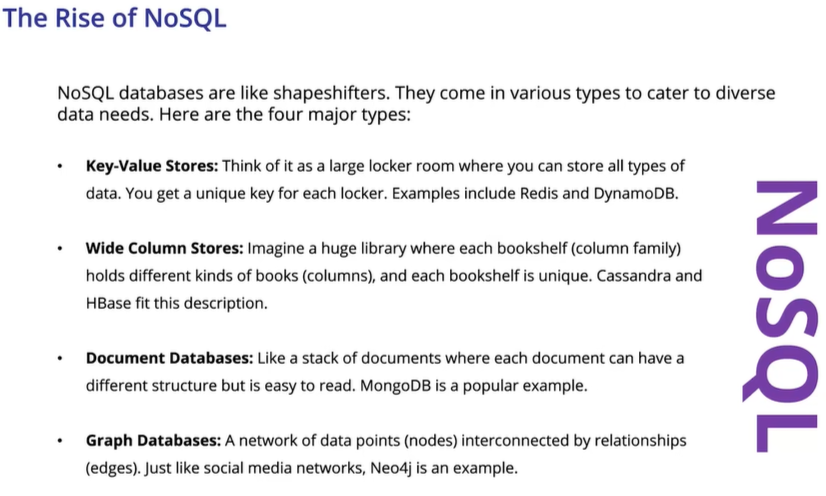 The Rise of NoSQL
NoSQL databases are like shapeshifters. They come in various types to cater to diverse
data needs. Here are the four major types:
• Key-Value Stores: Think of it as a large locker room where you can store all types of
data. You get a unique key for each locker. Examples include Redis and DynamoDB.
• Wide Column Stores: Imagine a huge library where each bookshelf (column family)
holds different kinds of books (columns), and each bookshelf is unique. Cassandra and
HBase fit this description.
• Document Databases: Like a stack of documents where each document can have a
different structure but is easy to read. MongoDB is a popular example.
• Graph Databases: A network of data points (nodes) interconnected by relationships
(edges). Just like social media networks, Neo4j is an example.
NoSQL